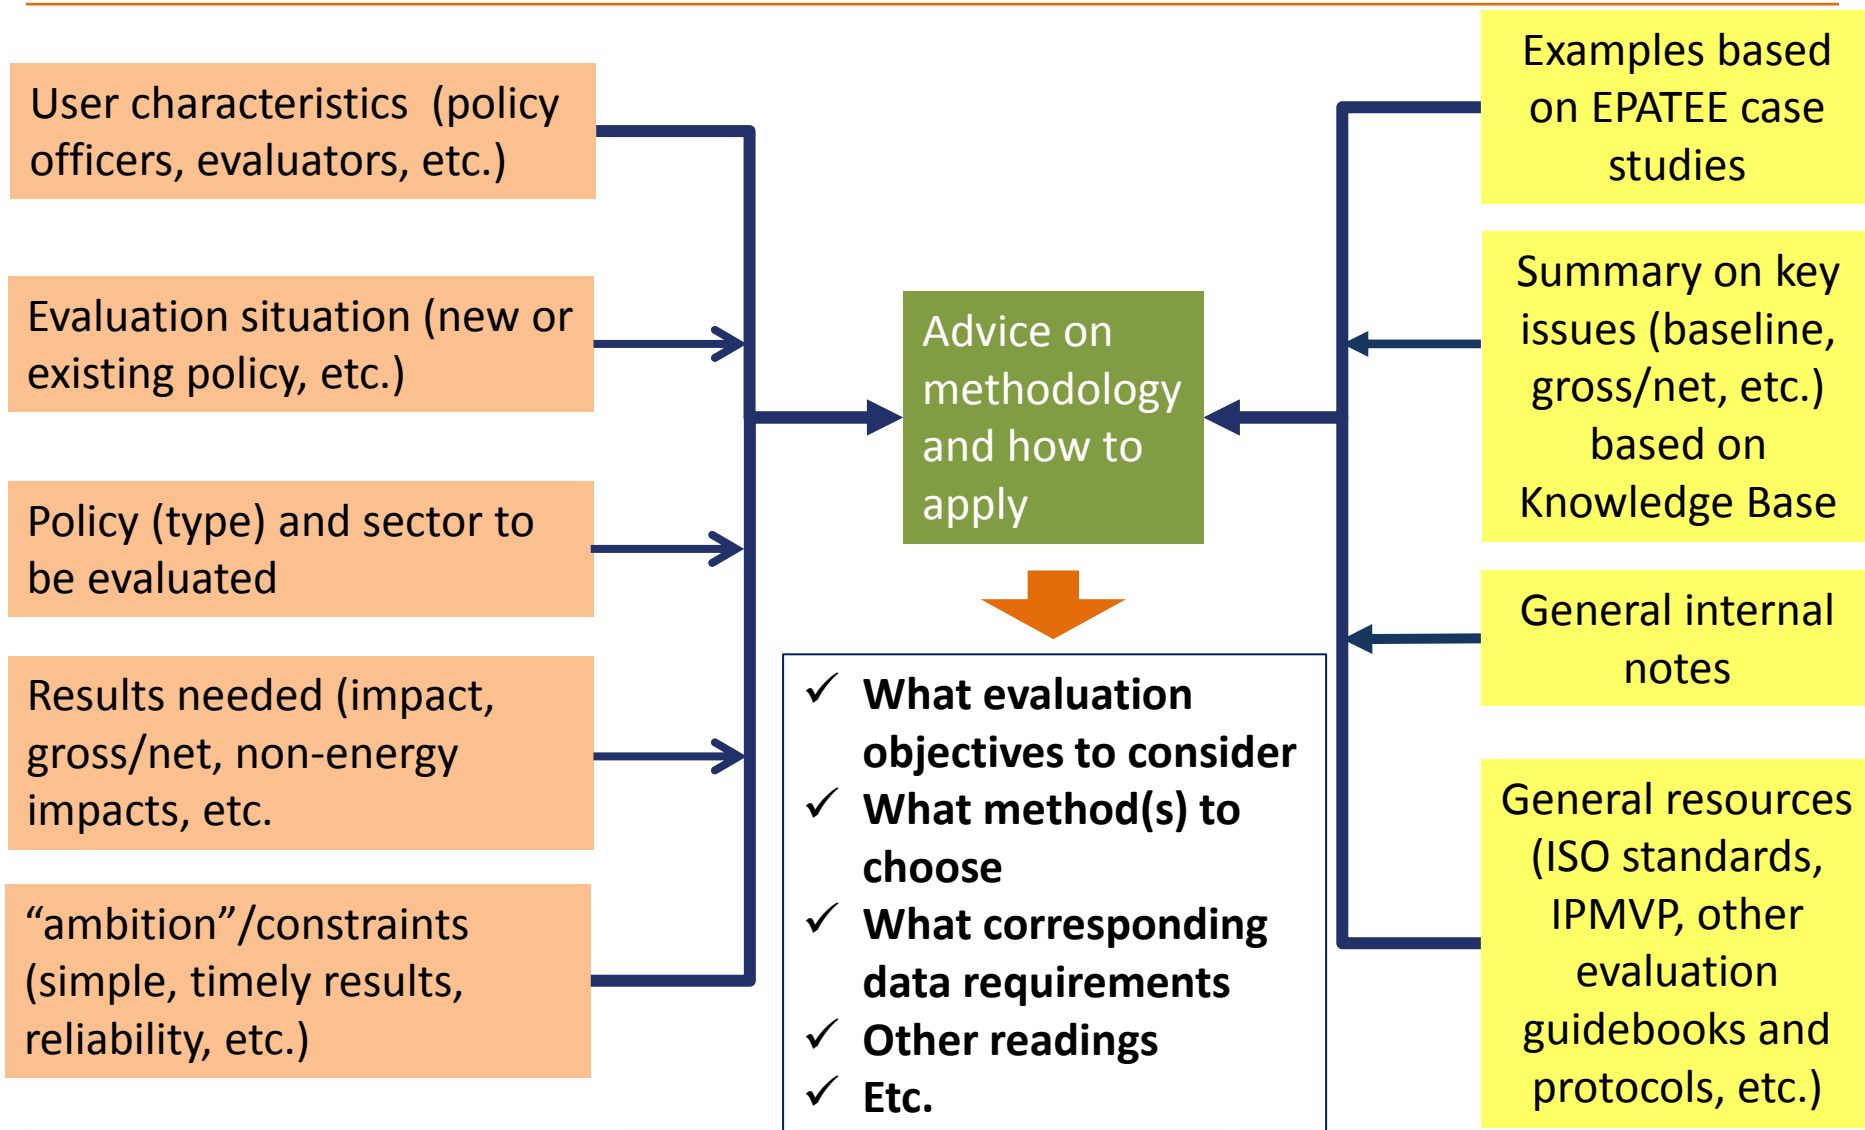 User characteristics  (policy
officers, evaluators, etc.)
Evaluation situation (new or
existing policy, etc.)
Policy (type) and sector to
be evaluated
Results needed (impact,
gross/net, non-energy
impacts, etc.
“ambition”/constraints
(simple, timely results,
reliability, etc.)
Advice on
methodology
and how to
apply
✓ What evaluation
objectives to consider
✓ What method(s) to
choose
✓ What corresponding
data requirements
✓ Other readings
✓ Etc.
Examples based
on EPATEE case
studies
Summary on key
issues (baseline,
gross/net, etc.)
based on
Knowledge Base
General internal
notes
General resources
(ISO standards,
IPMVP, other
evaluation
guidebooks and
protocols, etc.)